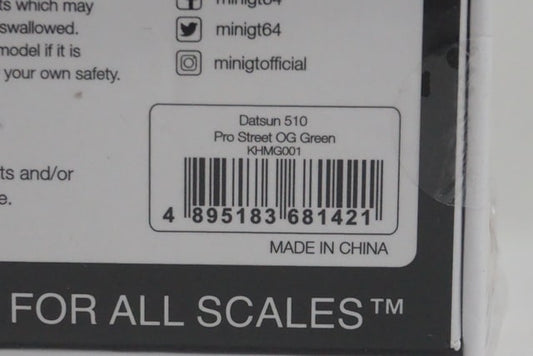 ts which may
swallowed.
model if it is
your own safety.
minigt64
minigt64
minigtofficial
Datsun 510
Pro Street OG Green
KHMG001
4 895183 681421
ts and/or
e.
MADE IN CHINA
FOR ALL SCALES™